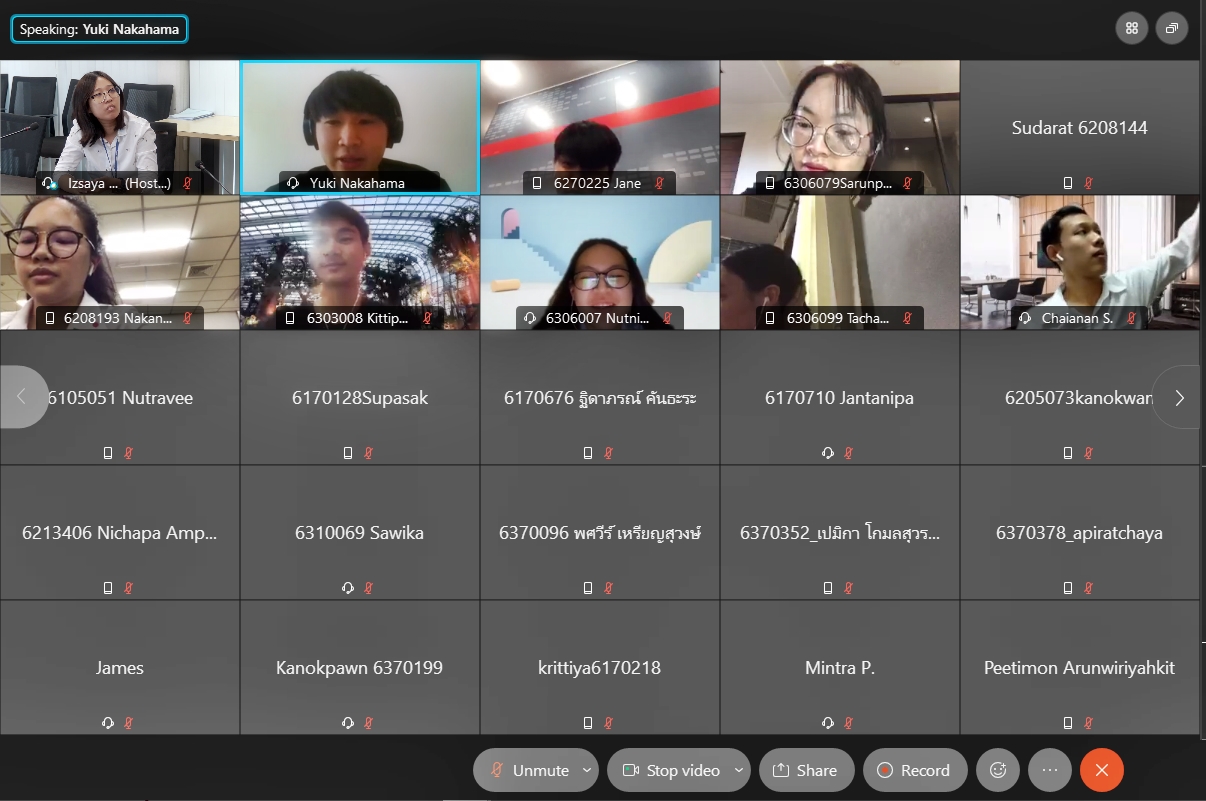 Speaking: Yuki Nakahama
Izsaya ... (Host...)
Yuki Nakahama
6270225 Jane
6306079Sarunp...
Sudarat 6208144
6208193 Nakan...
6303008 Kittip...
6306007 Nutni...
6306099 Tacha...
Chaianan S.
6105051 Nutravee
6170128Supasak
6170676 ฐิดาภรณ์ คันธะระ
6170710 Jantanipa
6205073kanokwan
6213406 Nichapa Amp...
6310069 Sawika
6370096 พศวีร์ เหรียญสุวงษ์
6370352_เปมิกา โกมลสุวร...
6370378_apiratchaya
James
Kanokpawn 6370199
krittiya6170218
Mintra P.
Peetimon Arunwiriyahkit
Unmute
Stop video
Share
Record